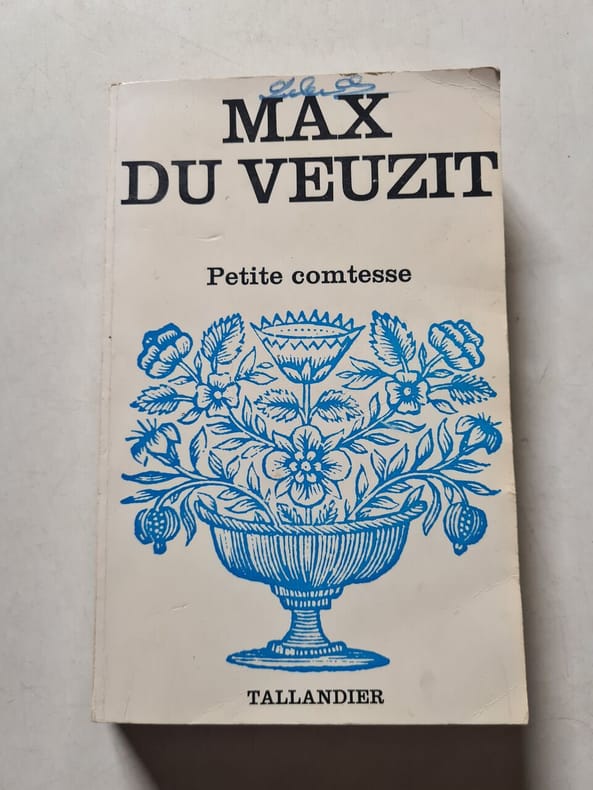 MAX
DU VEUZIT
Petite comtesse
TALLANDIER